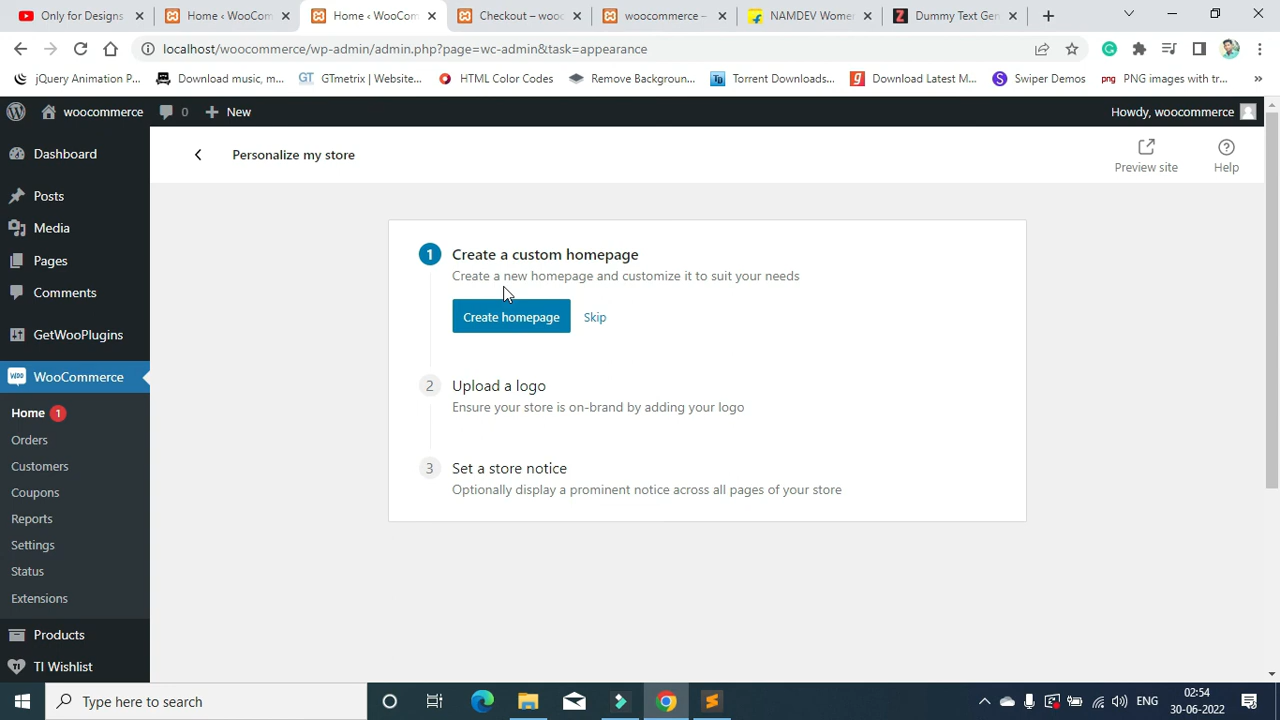 Only for Designs
Home ‹ WooCom
Home ‹ WooCom
Checkout – wooc
woocommerce –
NAMDEV Women
Dummy Text Gen
localhost/woocommerce/wp-admin/admin.php?page=wc-admin&task=appearance
jQuery Animation P...
Download music, m...
GTmetrix | Website...
HTML Color Codes
Remove Backgroun...
Torrent Downloads...
Download Latest M...
Swiper Demos
png PNG images with tr...
woocommerce
0
New
Howdy, woocommerce
Dashboard
Personalize my store
Preview site
Help
Posts
Media
Pages
Comments
GetWooPlugins
WooCommerce
Home 1
Orders
Customers
Coupons
Reports
Settings
Status
Extensions
Products
TI Wishlist
1 Create a custom homepage
Create a new homepage and customize it to suit your needs
Create homepage Skip
2 Upload a logo
Ensure your store is on-brand by adding your logo
3 Set a store notice
Optionally display a prominent notice across all pages of your store
Type here to search
ENG
02:54
30-06-2022